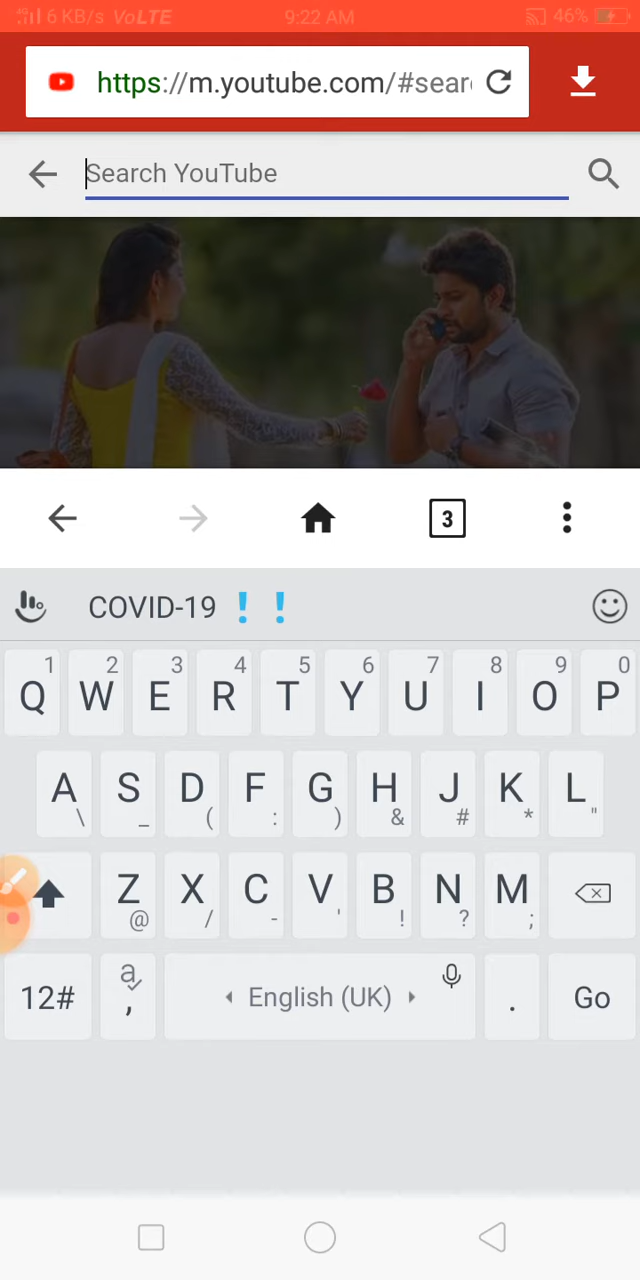 4G 6 KB/s VoLTE 9:22 AM 46%
https://m.youtube.com/#sear
Search YouTube
3
COVID-19 ❗❗
1 2 3 4 5 6 7 8 9 0
Q W E R T Y U I O P
A S D F G H J K L
\ _ ( : ) & # * "
Z X C V B N M
@ / - ' ! ? ;
12# a , English (UK) . Go